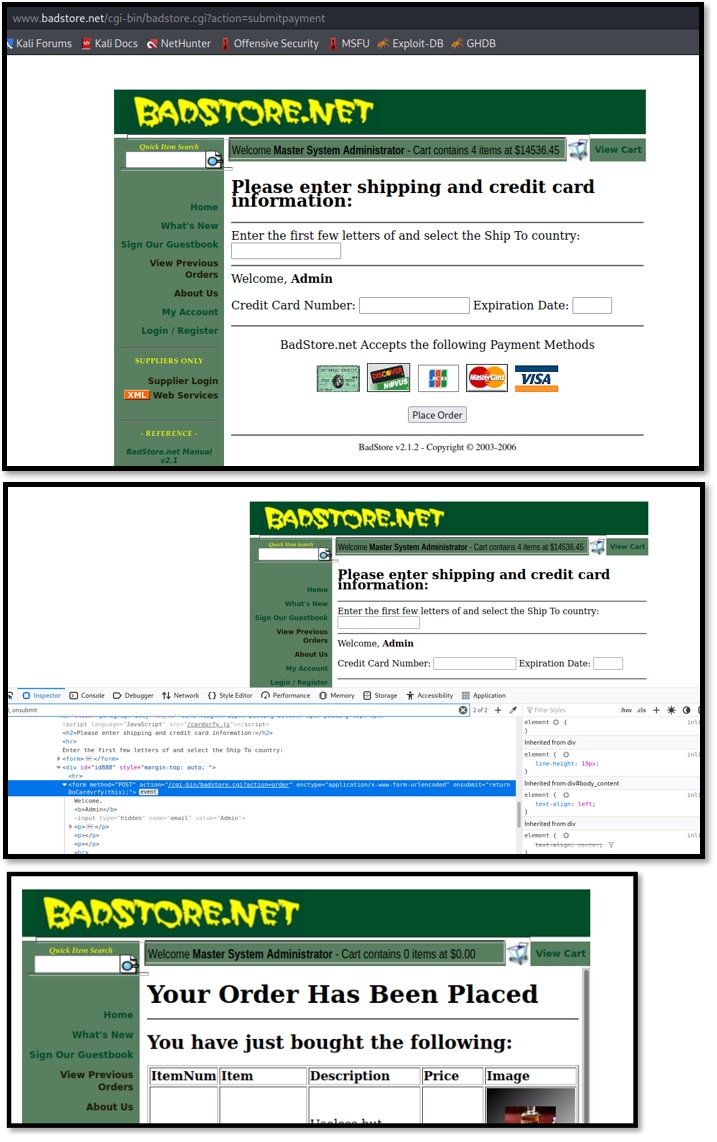 www.badstore.net/cgi-bin/badstore.cgi?action=submitpayment
Kali Forums Kali Docs NetHunter Offensive Security MSFU Exploit-DB GHDB
BADSTORE.NET
Quick Item Search
Welcome Master System Administrator - Cart contains 4 items at $14536.45
View Cart
Home
What's New
Sign Our Guestbook
View Previous
Orders
About Us
My Account
Login / Register
SUPPLIERS ONLY
Supplier Login
XML Web Services
- REFERENCE -
BadStore.net Manual
v2.1
Please enter shipping and credit card
information:
Enter the first few letters of and select the Ship To country:
Welcome, Admin
Credit Card Number: Expiration Date:
BadStore.net Accepts the following Payment Methods
DISCOVER NOVUS JCB MasterCard VISA
Place Order
BadStore v2.1.2 - Copyright © 2003-2006
BADSTORE.NET
Quick Item Search
Welcome Master System Administrator - Cart contains 4 items at $14536.45
View Cart
Home
What's New
Sign Our Guestbook
View Previous
Orders
About Us
My Account
Login / Register
Please enter shipping and credit card
information:
Enter the first few letters of and select the Ship To country:
Welcome, Admin
Credit Card Number: Expiration Date:
Inspector Console Debugger Network Style Editor Performance Memory Storage Accessibility Application
onsubmit
2 of 2
<script language="JavaScript" src="/cardvrfy.js"></script>
<h2>Please enter shipping and credit card information:</h2>
<hr>
Enter the first few letters of and select the Ship To country:
<form></form>
<div id="id888" style="margin-top: auto; ">
<hr>
<form method="POST" action="/cgi-bin/badstore.cgi?action=order" enctype="application/x-www-form-urlencoded" onsubmit="return
DoCardvrfy(this);"> event
Welcome,
<b>Admin</b>
<input type="hidden" name="email" value="Admin">
<p></p>
<p></p>
<p></p>
<hr>
Filter Styles
:hov .cls
element {
inli
}
Inherited from div
element {
inli
line-height: 19px;
}
Inherited from div#body_content
element {
inli
text-align: left;
}
Inherited from div
element {
inli
text-align: center;
}
BADSTORE.NET
Quick Item Search
Welcome Master System Administrator - Cart contains 0 items at $0.00
View Cart
Home
What's New
Sign Our Guestbook
View Previous
Orders
About Us
Your Order Has Been Placed
You have just bought the following:
ItemNum Item Description Price Image
Useless but